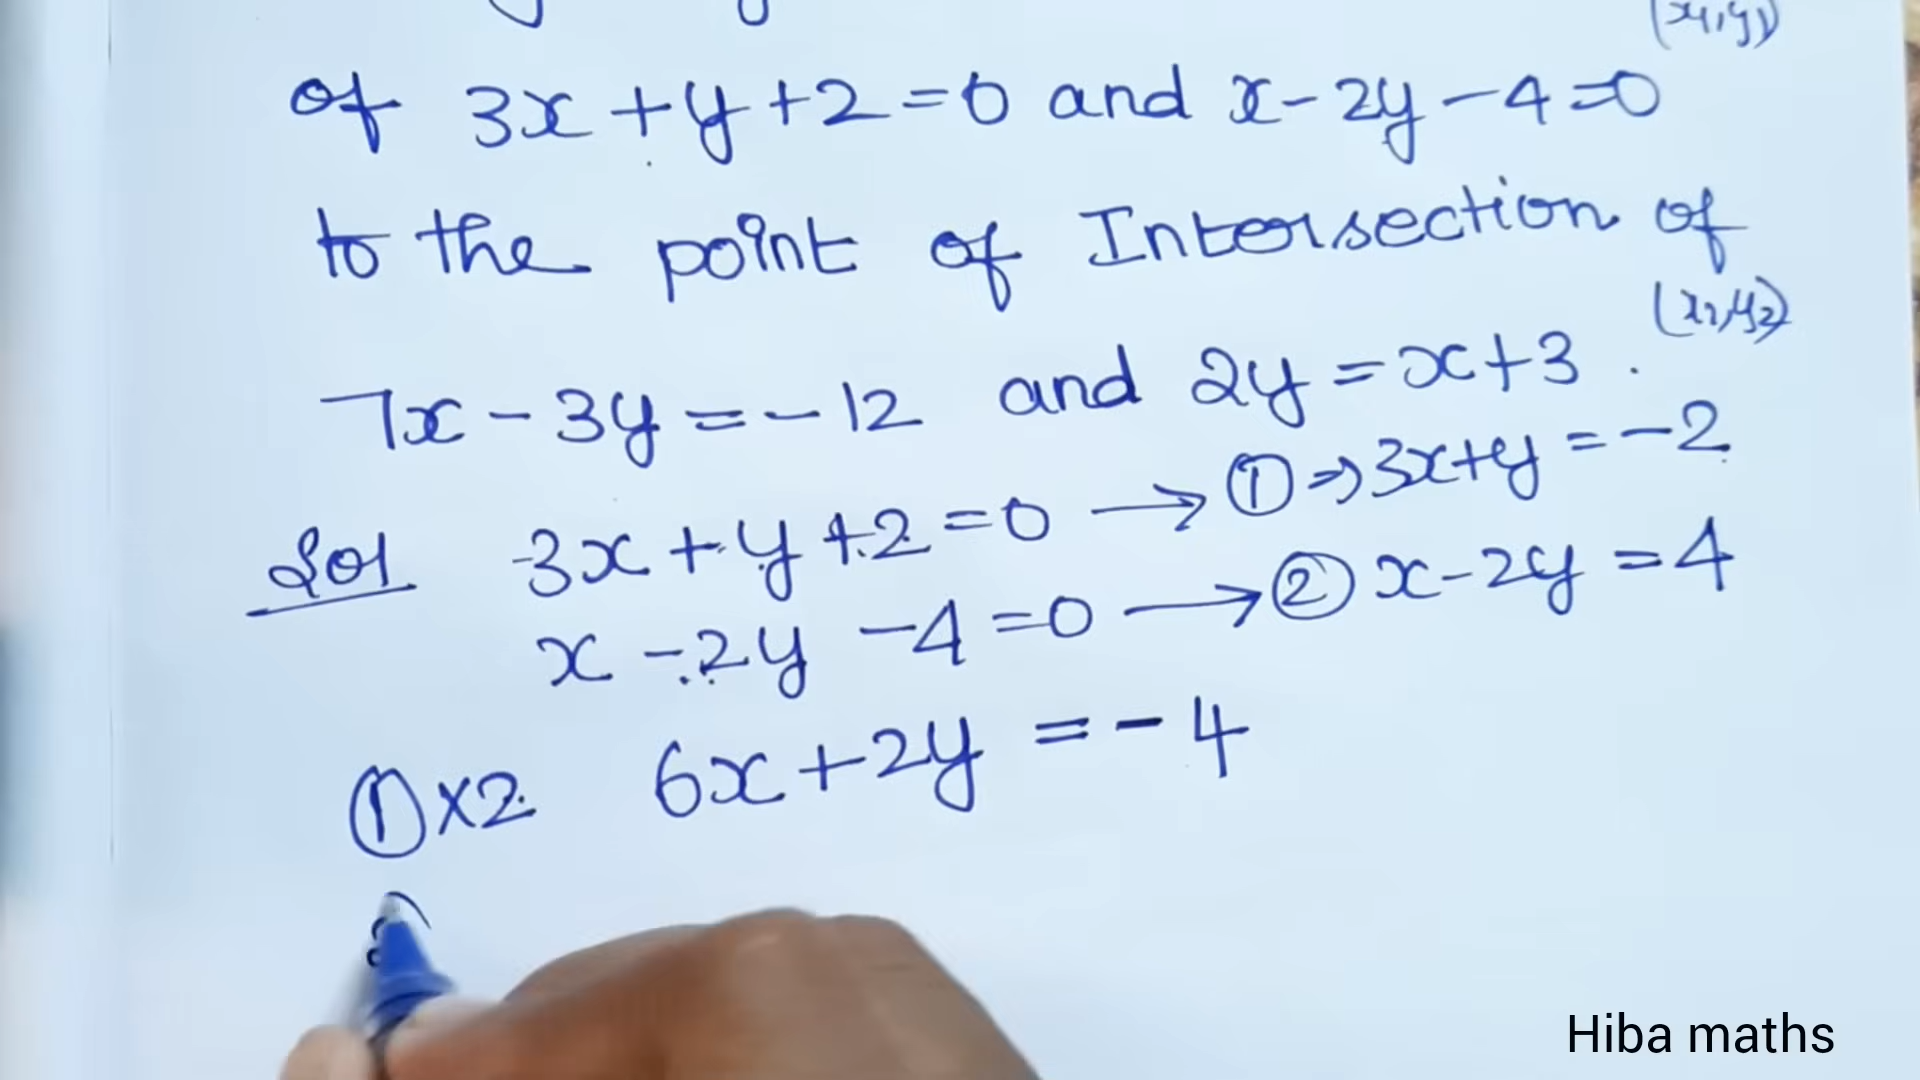 (x1,y1)
of 3x+y+2=0 and x-2y-4=0
to the point of Intersection of
(x2,y2)
7x-3y=-12 and 2y=x+3.
Sol 3x+y+2=0 → ① ⇒ 3x+y=-2
x-2y-4=0 → ② x-2y=4
① ×2 6x+2y=-4
Hiba maths